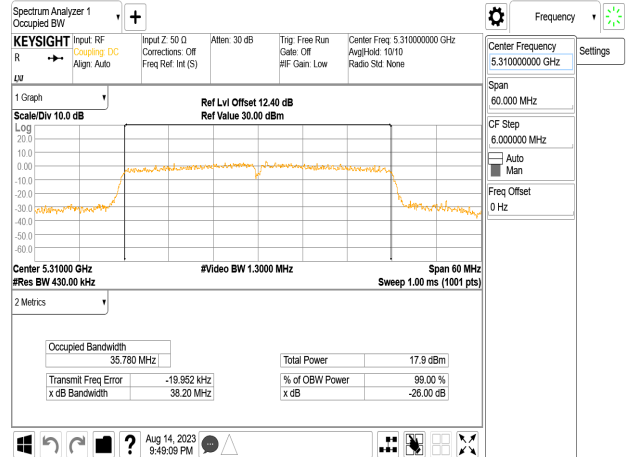 Spectrum Analyzer 1
Occupied BW
Frequency
KEYSIGHT
R
Input: RF
Coupling: DC
Align: Auto
Input Z: 50 Ω
Corrections: Off
Freq Ref: Int (S)
Atten: 30 dB
Trig: Free Run
Gate: Off
#IF Gain: Low
Center Freq: 5.310000000 GHz
Avg|Hold: 10/10
Radio Std: None
Center Frequency
5.310000000 GHz
Settings
Span
60.000 MHz
CF Step
6.000000 MHz
Auto
Man
Freq Offset
0 Hz
1 Graph
Scale/Div 10.0 dB
Ref Lvl Offset 12.40 dB
Ref Value 30.00 dBm
Log
20.0
10.0
0.00
-10.0
-20.0
-30.0
-40.0
-50.0
-60.0
Center 5.31000 GHz
#Video BW 1.3000 MHz
Span 60 MHz
#Res BW 430.00 kHz
Sweep 1.00 ms (1001 pts)
2 Metrics
Occupied Bandwidth
35.780 MHz
Total Power
17.9 dBm
Transmit Freq Error
-19.952 kHz
% of OBW Power
99.00 %
x dB Bandwidth
38.20 MHz
x dB
-26.00 dB
Aug 14, 2023
9:49:09 PM